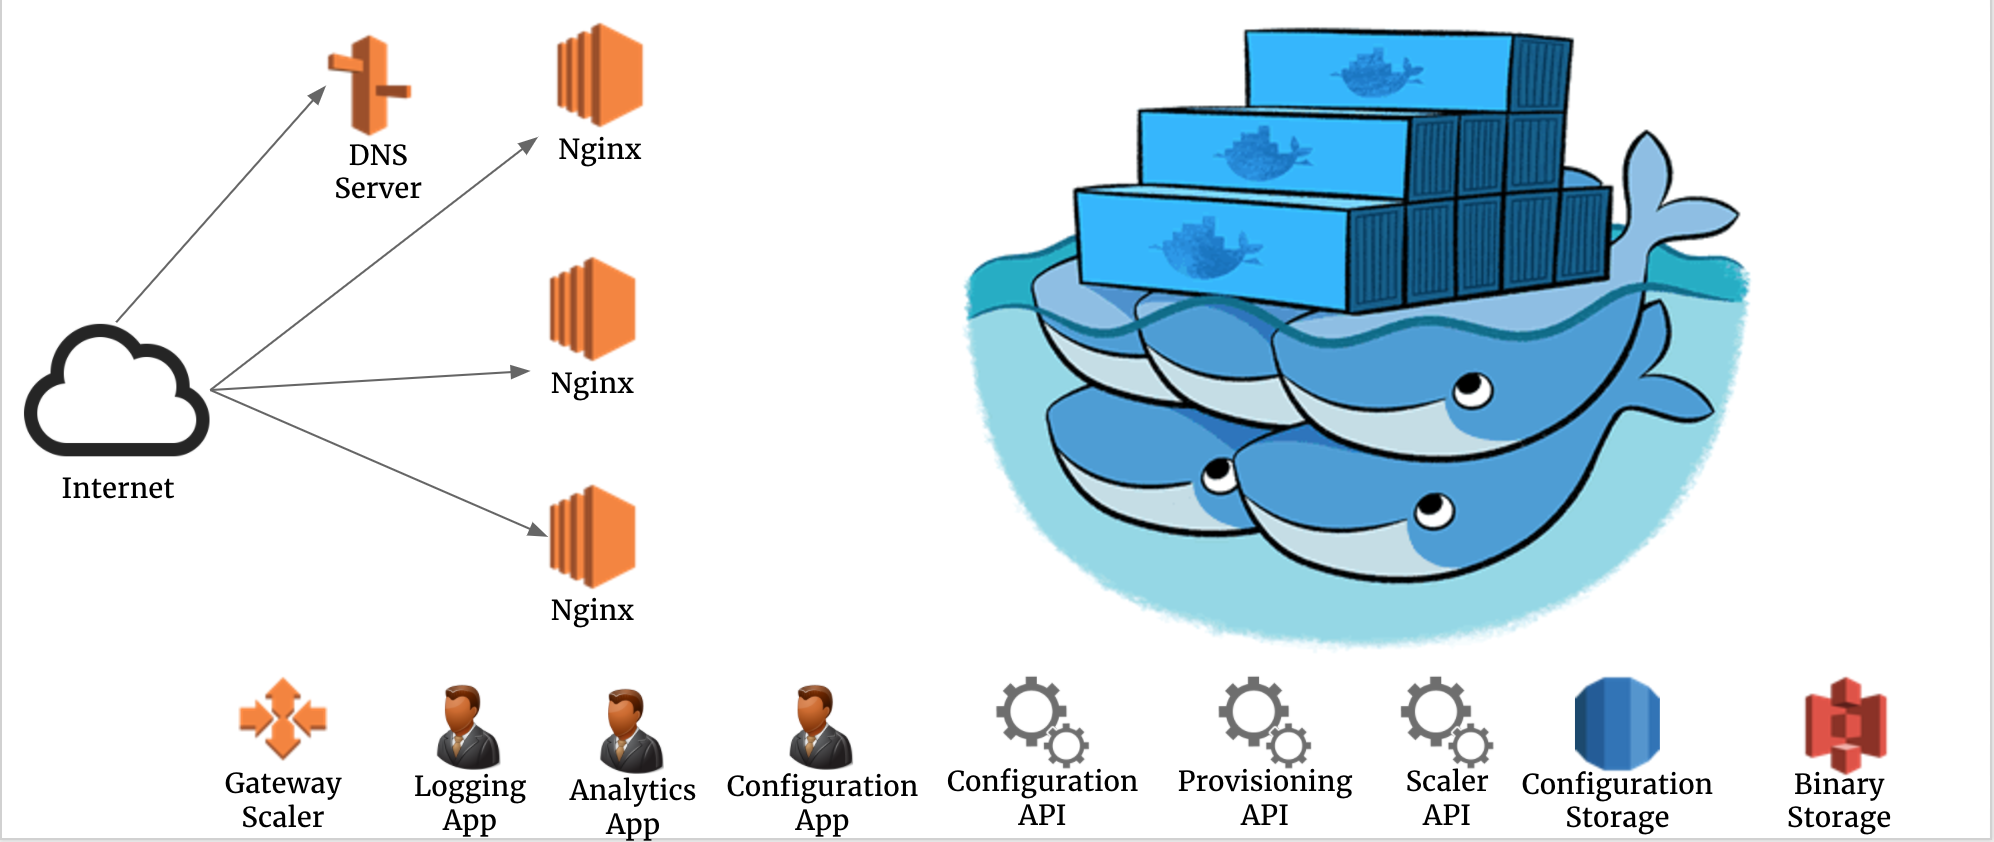 DNS
Server
Nginx
Nginx
Internet
Nginx
Gateway
Scaler
Logging
App
Analytics
App
Configuration
App
Configuration
API
Provisioning
API
Scaler
API
Configuration
Storage
Binary
Storage